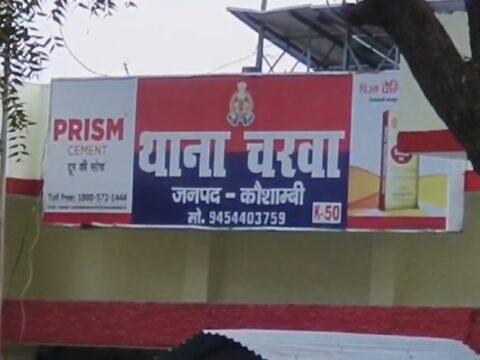 PRISM
CEMENT
दूर की सोच
Toll Free: 1800-572-1444
थाना चरवा
जनपद - कौशाम्बी
मो. 9454403759
K-50